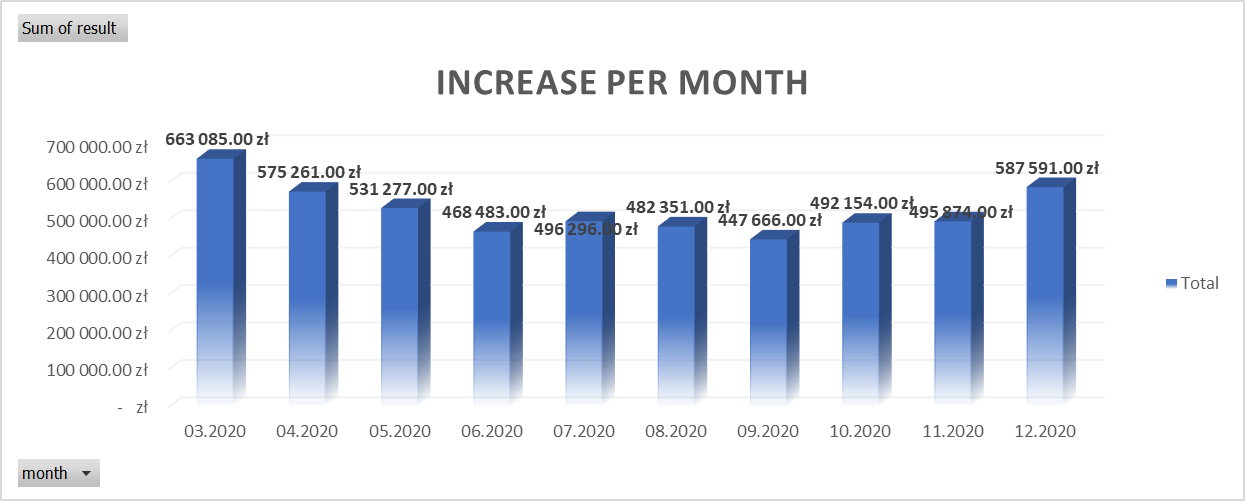 Sum of result
INCREASE PER MONTH
700 000.00 zł
600 000.00 zł
500 000.00 zł
400 000.00 zł
300 000.00 zł
200 000.00 zł
100 000.00 zł
- zł
663 085.00 zł
575 261.00 zł
531 277.00 zł
468 483.00 zł
496 296.00 zł
482 351.00 zł
447 666.00 zł
492 154.00 zł
495 874.00 zł
587 591.00 zł
03.2020
04.2020
05.2020
06.2020
07.2020
08.2020
09.2020
10.2020
11.2020
12.2020
Total
month